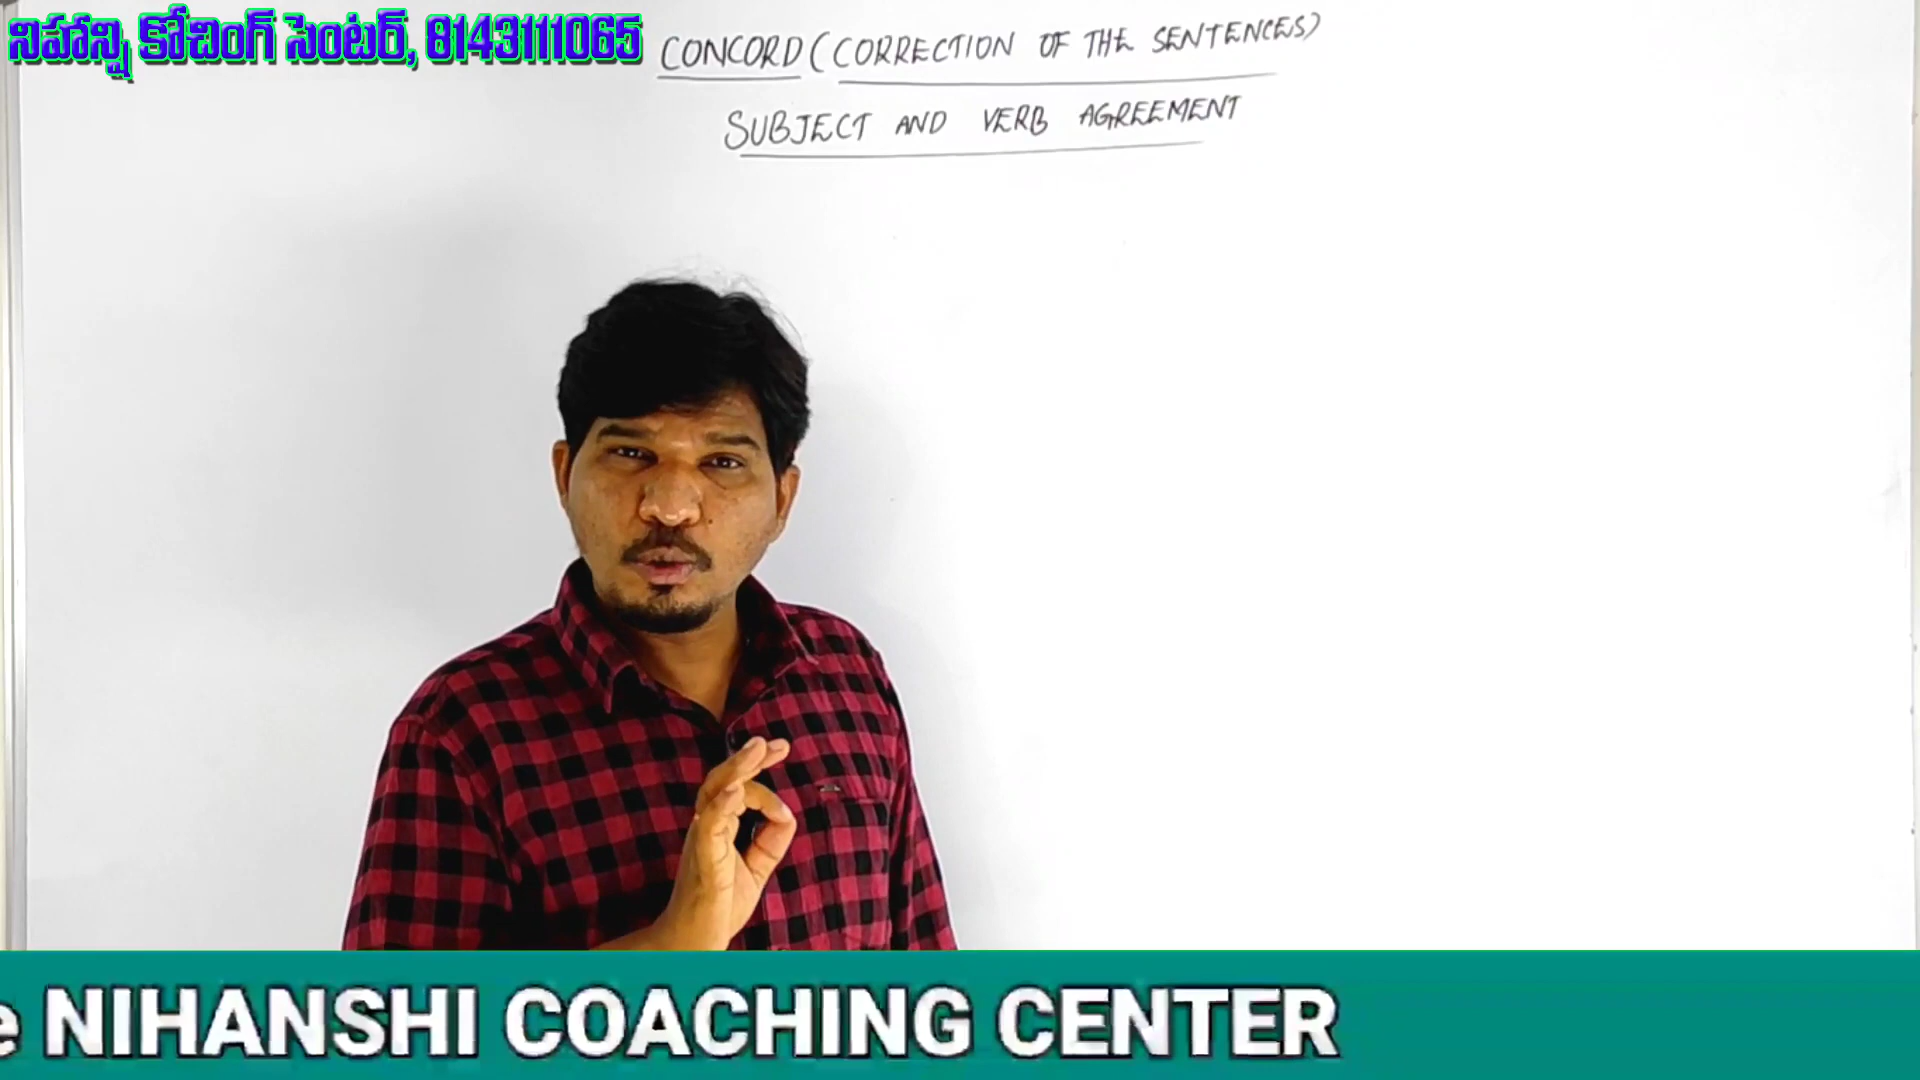 నిహాన్షి కోచింగ్ సెంటర్, 8143111065
CONCORD (CORRECTION OF THE SENTENCES)
SUBJECT AND VERB AGREEMENT
e NIHANSHI COACHING CENTER